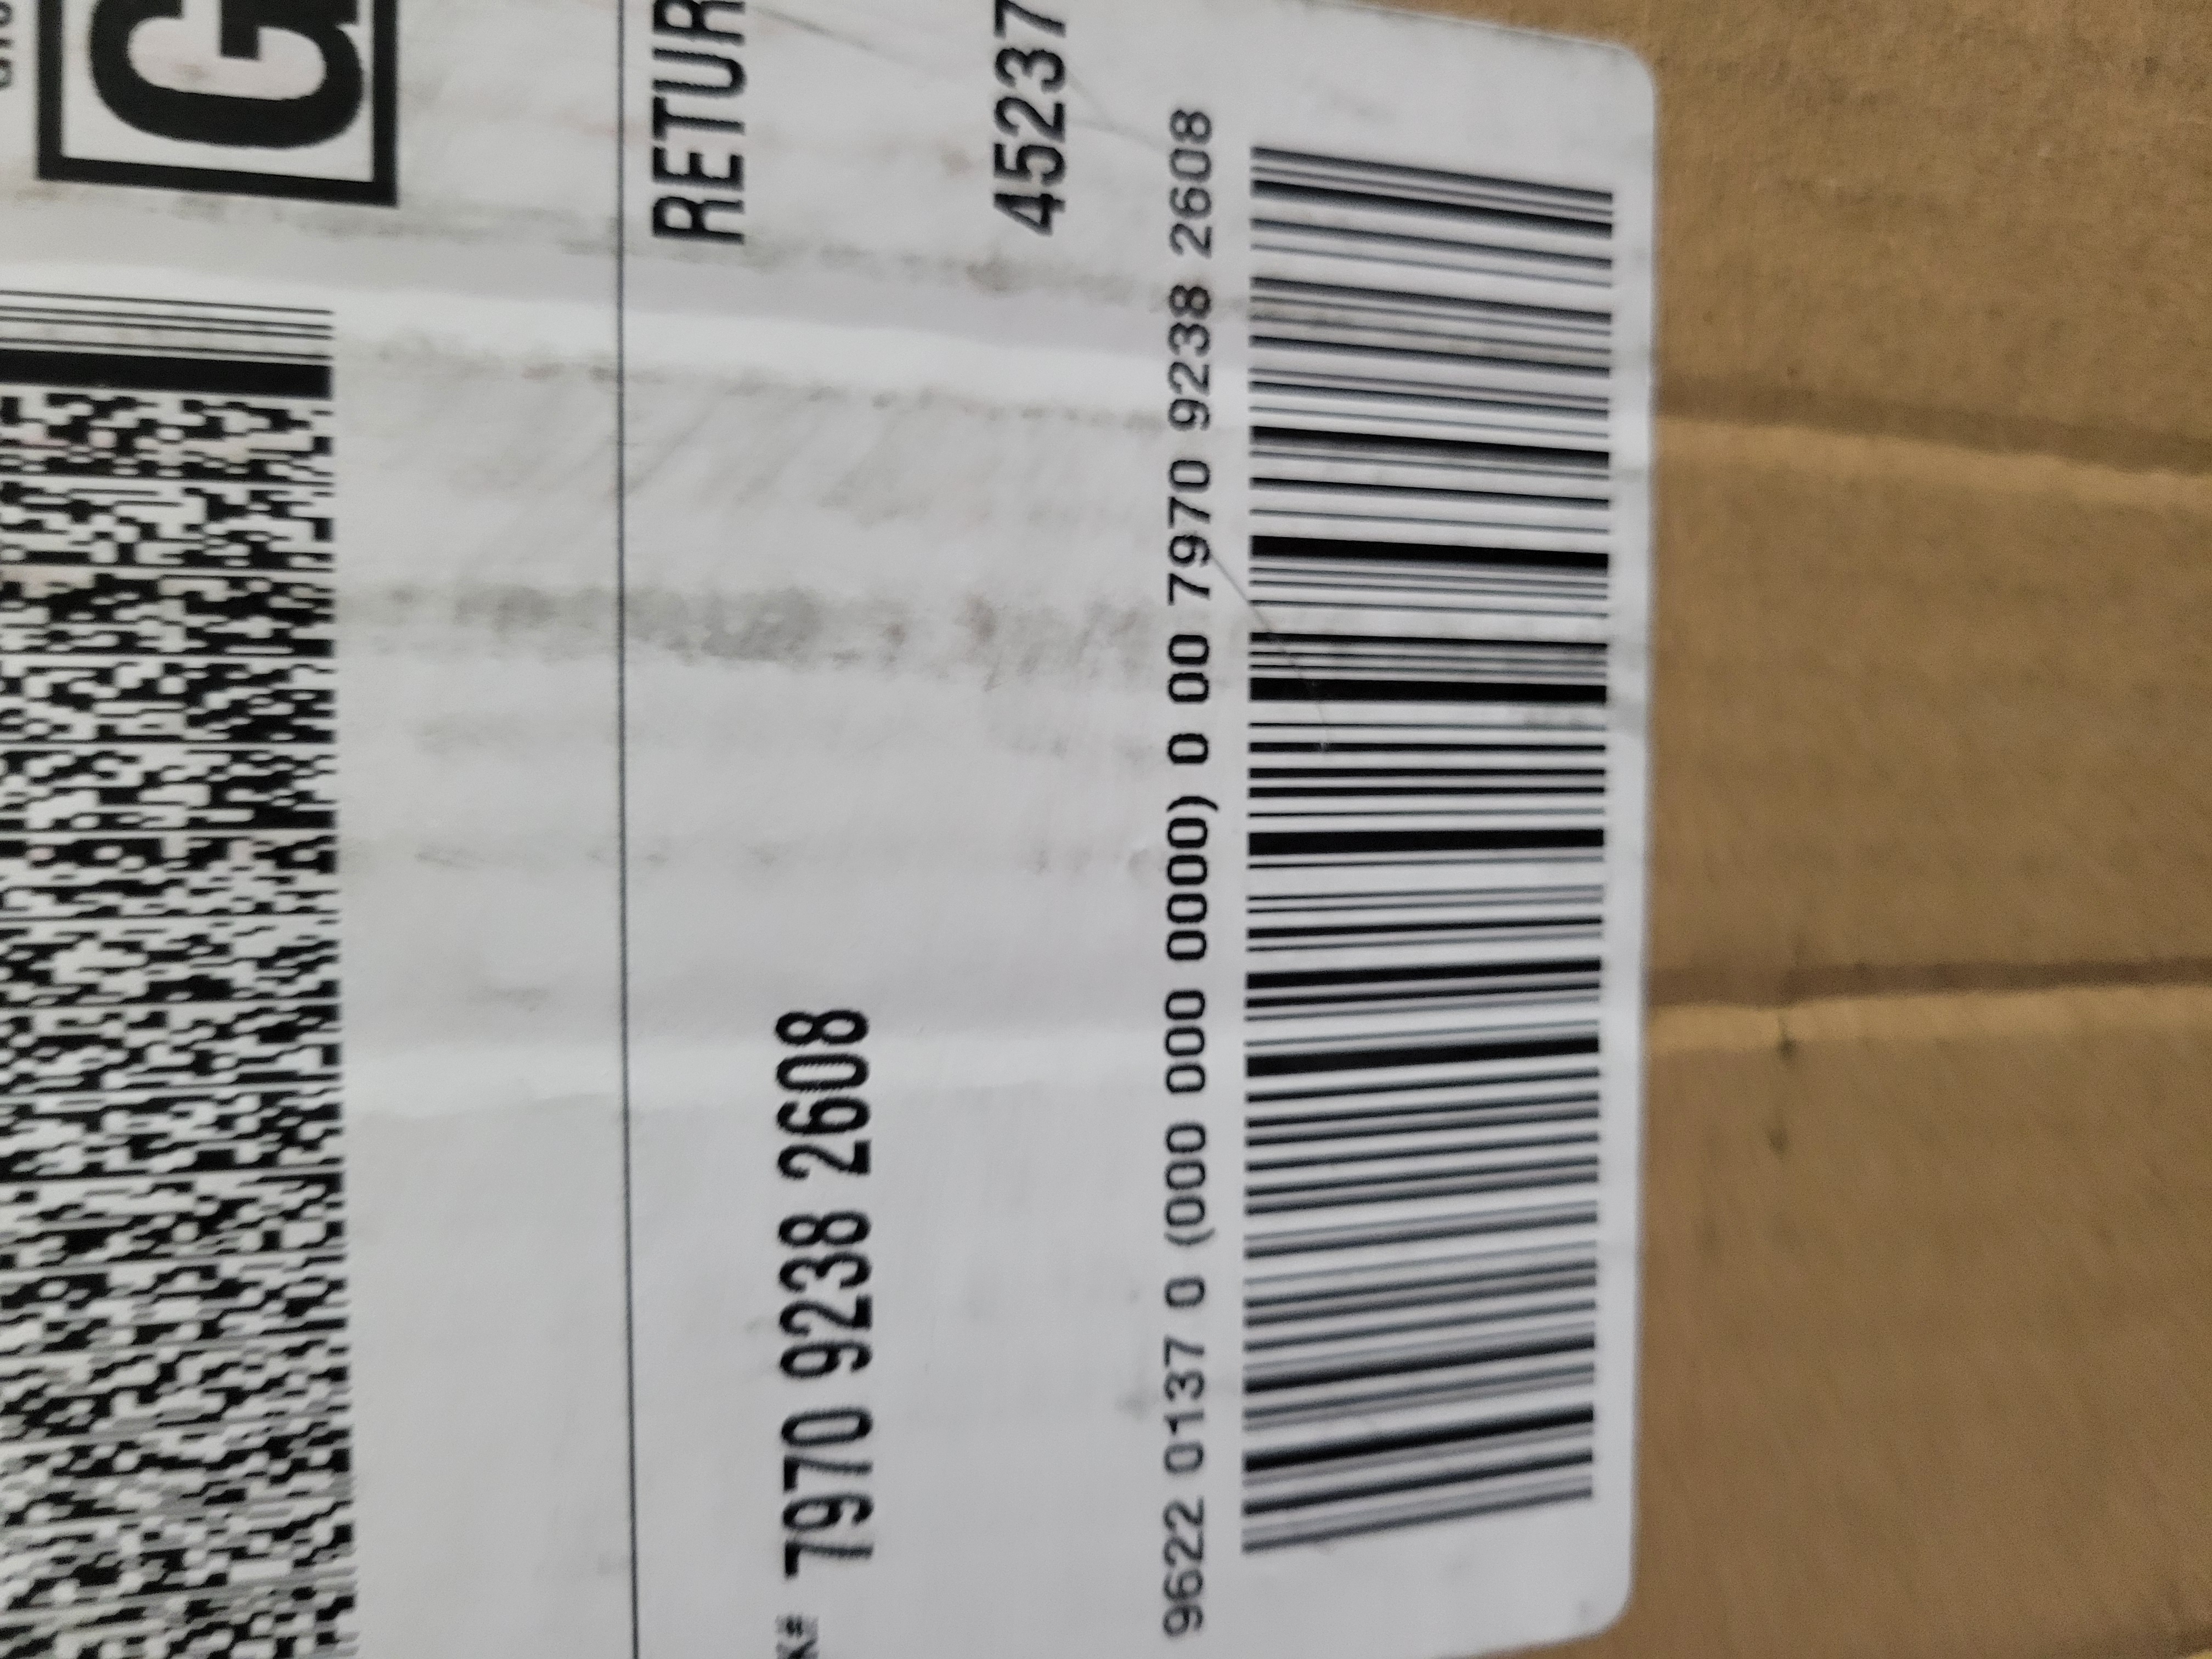 G
RETUR
K# 7970 9238 2608
45237
9622 0137 0 (000 000 0000) 0 00 7970 9238 2608